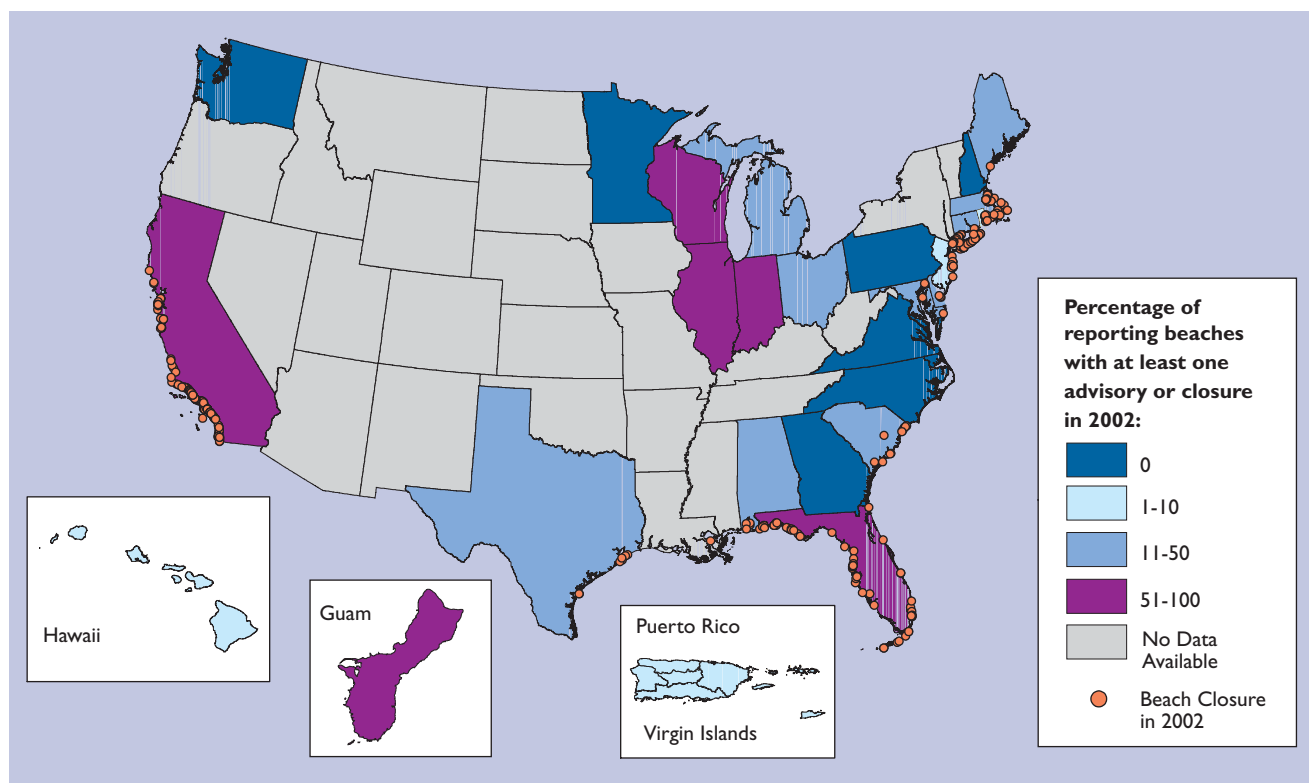 Percentage of
reporting beaches
with at least one
advisory or closure
in 2002:
0
1-10
11-50
51-100
No Data
Available
Beach Closure
in 2002
Hawaii
Guam
Puerto Rico
Virgin Islands